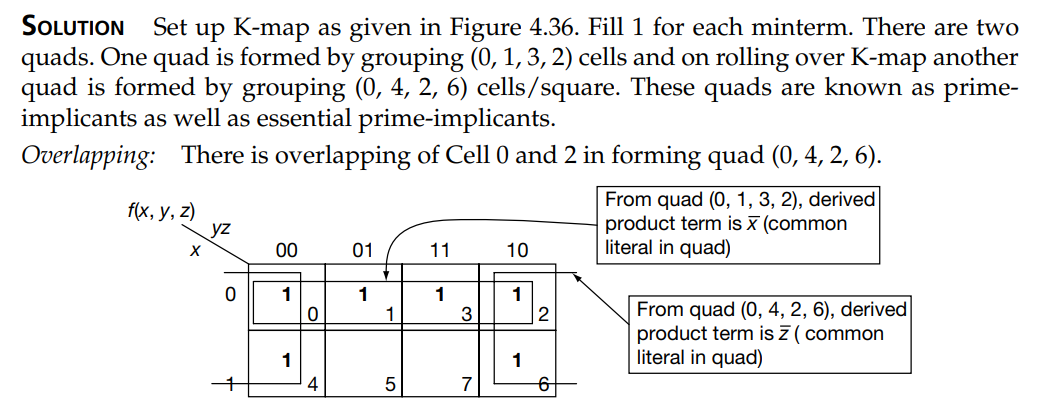 SOLUTION Set up K-map as given in Figure 4.36. Fill 1 for each minterm. There are two
quads. One quad is formed by grouping (0, 1, 3, 2) cells and on rolling over K-map another
quad is formed by grouping (0, 4, 2, 6) cells/square. These quads are known as prime-
implicants as well as essential prime-implicants.
Overlapping: There is overlapping of Cell 0 and 2 in forming quad (0, 4, 2, 6).
From quad (0, 1, 3, 2), derived
product term is x̅ (common
literal in quad)
f(x, y, z)
yz
x
00 01 11 10
0 1 1 1 1
0 1 3 2
From quad (0, 4, 2, 6), derived
product term is z̅ ( common
literal in quad)
1 1
1 4 5 7 6